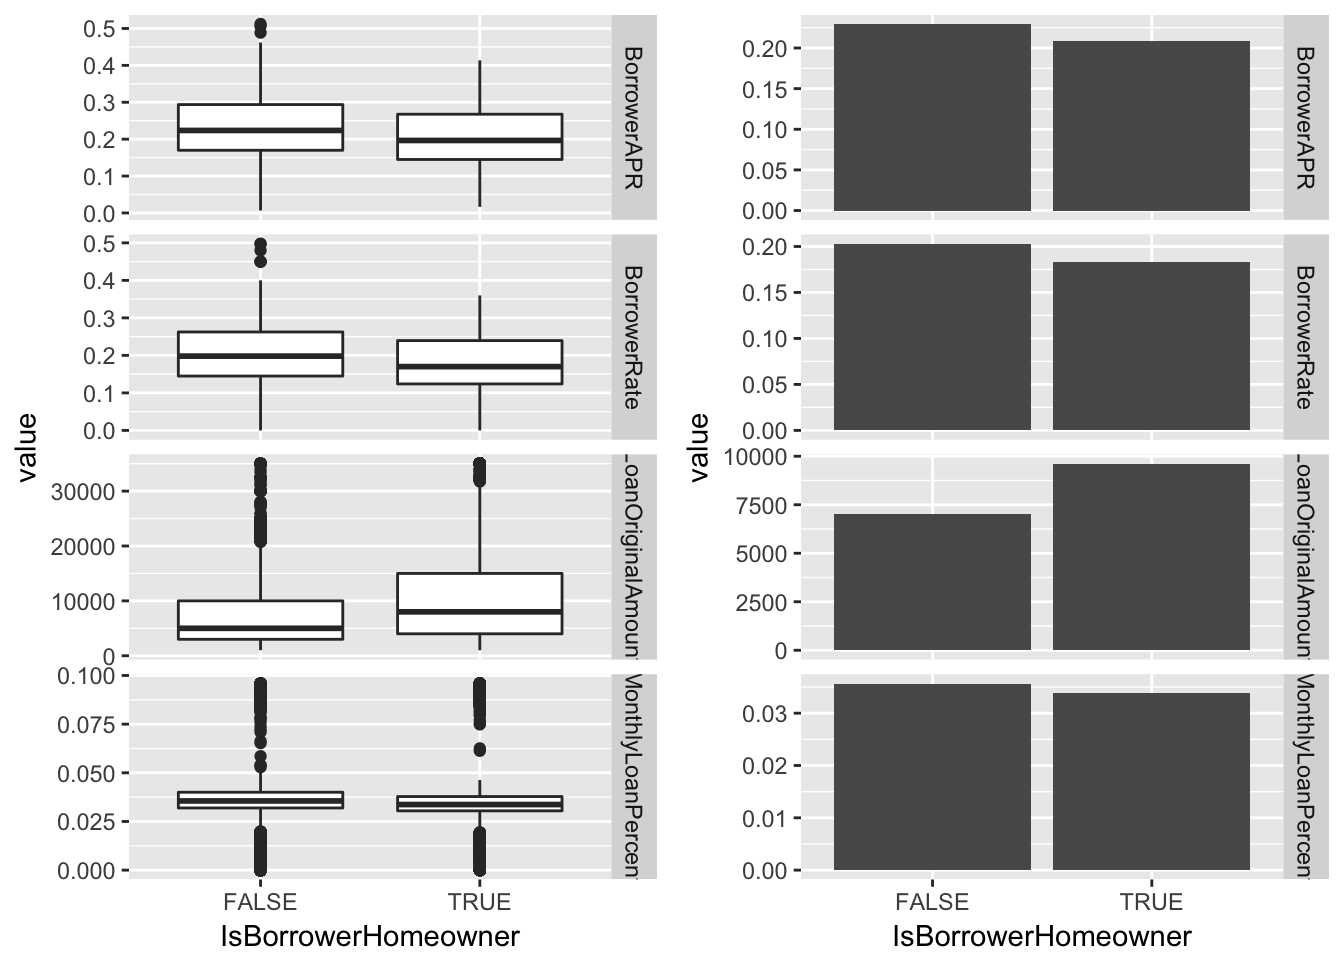 value
0.5
0.4
0.3
0.2
0.1
0.0
BorrowerAPR
0.5
0.4
0.3
0.2
0.1
0.0
BorrowerRate
30000
20000
10000
0
LoanOriginalAmount
0.100
0.075
0.050
0.025
0.000
MonthlyLoanPercent
FALSE TRUE
IsBorrowerHomeowner
value
0.20
0.15
0.10
0.05
0.00
BorrowerAPR
0.20
0.15
0.10
0.05
0.00
BorrowerRate
10000
7500
5000
2500
0
LoanOriginalAmount
0.03
0.02
0.01
0.00
MonthlyLoanPercent
FALSE TRUE
IsBorrowerHomeowner